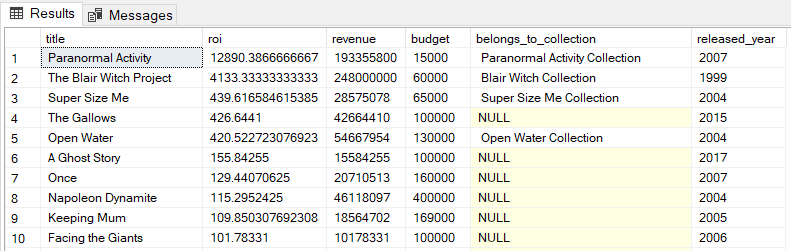 Results Messages
title roi revenue budget belongs_to_collection released_year
1 Paranormal Activity 12890.3866666667 193355800 15000 Paranormal Activity Collection 2007
2 The Blair Witch Project 4133.33333333333 248000000 60000 Blair Witch Collection 1999
3 Super Size Me 439.616584615385 28575078 65000 Super Size Me Collection 2004
4 The Gallows 426.6441 42664410 100000 NULL 2015
5 Open Water 420.522723076923 54667954 130000 Open Water Collection 2004
6 A Ghost Story 155.84255 15584255 100000 NULL 2017
7 Once 129.44070625 20710513 160000 NULL 2007
8 Napoleon Dynamite 115.2952425 46118097 400000 NULL 2004
9 Keeping Mum 109.850307692308 18564702 169000 NULL 2005
10 Facing the Giants 101.78331 10178331 100000 NULL 2006